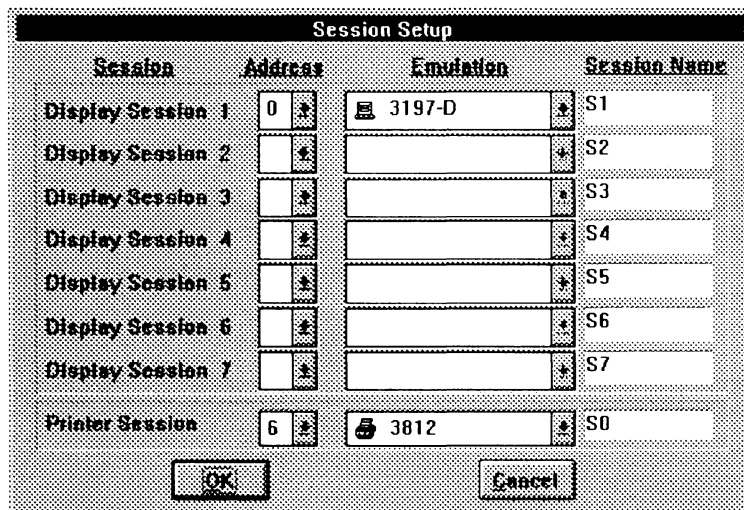 Session Setup
Session Address Emulation Session Name
Display Session 1 0 3197-D S1
Display Session 2 S2
Display Session 3 S3
Display Session 4 S4
Display Session 5 S5
Display Session 6 S6
Display Session 7 S7
Printer Session 6 3812 S0
OK Cancel